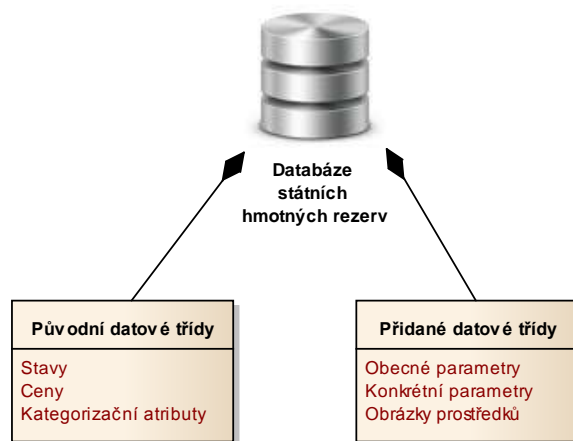 Databáze
státních
hmotných rezerv
Původní datové třídy
Stavy
Ceny
Kategorizační atributy
Přidané datové třídy
Obecné parametry
Konkrétní parametry
Obrázky prostředků